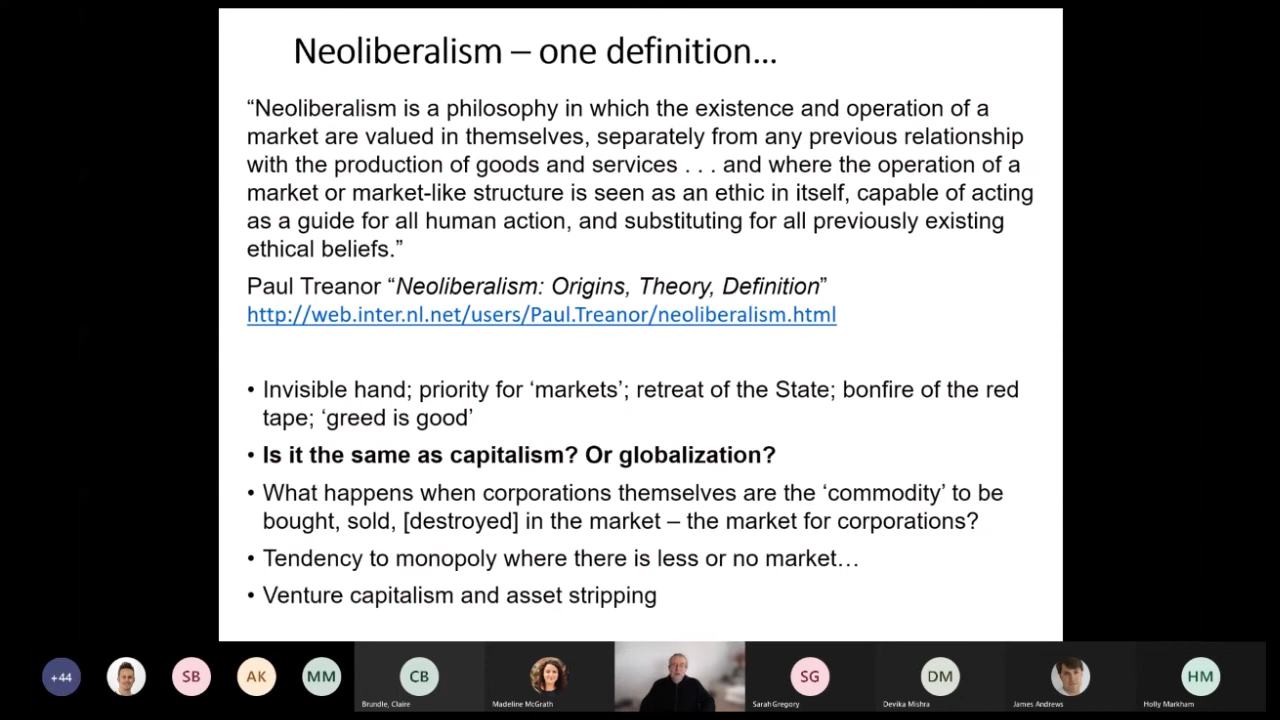 Neoliberalism – one definition…
“Neoliberalism is a philosophy in which the existence and operation of a
market are valued in themselves, separately from any previous relationship
with the production of goods and services . . . and where the operation of a
market or market-like structure is seen as an ethic in itself, capable of acting
as a guide for all human action, and substituting for all previously existing
ethical beliefs.”
Paul Treanor “Neoliberalism: Origins, Theory, Definition”
http://web.inter.nl.net/users/Paul.Treanor/neoliberalism.html
• Invisible hand; priority for ‘markets’; retreat of the State; bonfire of the red
tape; ‘greed is good’
• Is it the same as capitalism? Or globalization?
• What happens when corporations themselves are the ‘commodity’ to be
bought, sold, [destroyed] in the market – the market for corporations?
• Tendency to monopoly where there is less or no market…
• Venture capitalism and asset stripping
+44 SB AK MM CB SG DM HM
Brundle, Claire Madeline McGrath Sarah Gregory Devika Mishra James Andrews Holly Markham